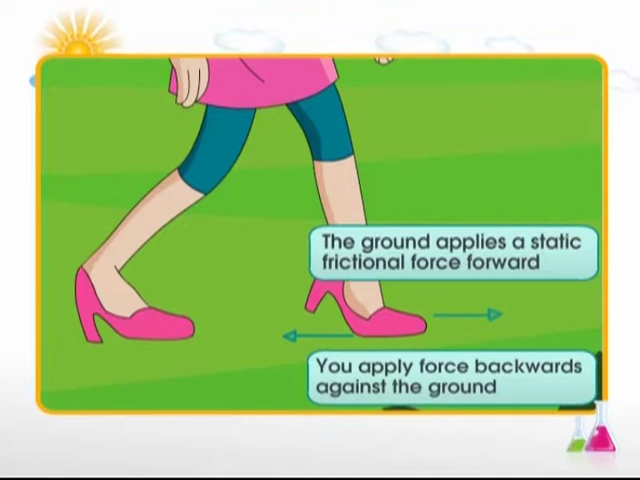 The ground applies a static
frictional force forward
You apply force backwards
against the ground